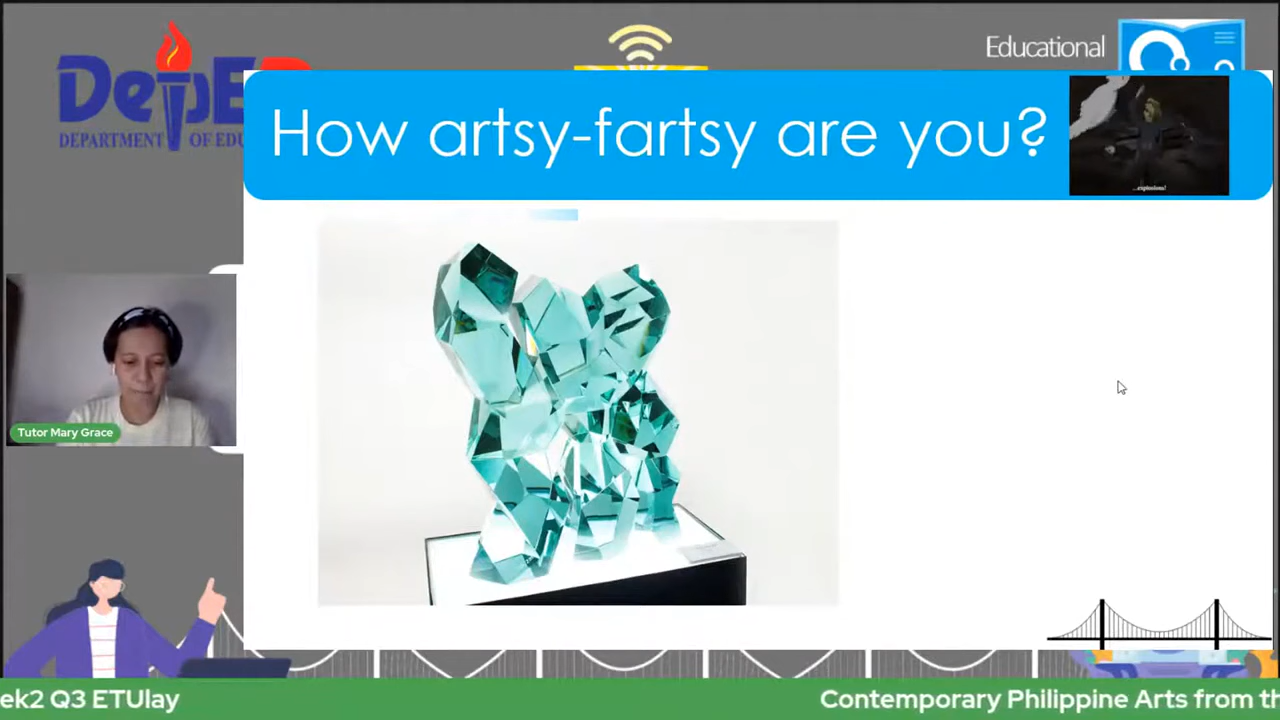 Educational
DepED
DEPARTMENT OF EDU
How artsy-fartsy are you?
...explosions!
Tutor Mary Grace
ek2 Q3 ETUlay
Contemporary Philippine Arts from th